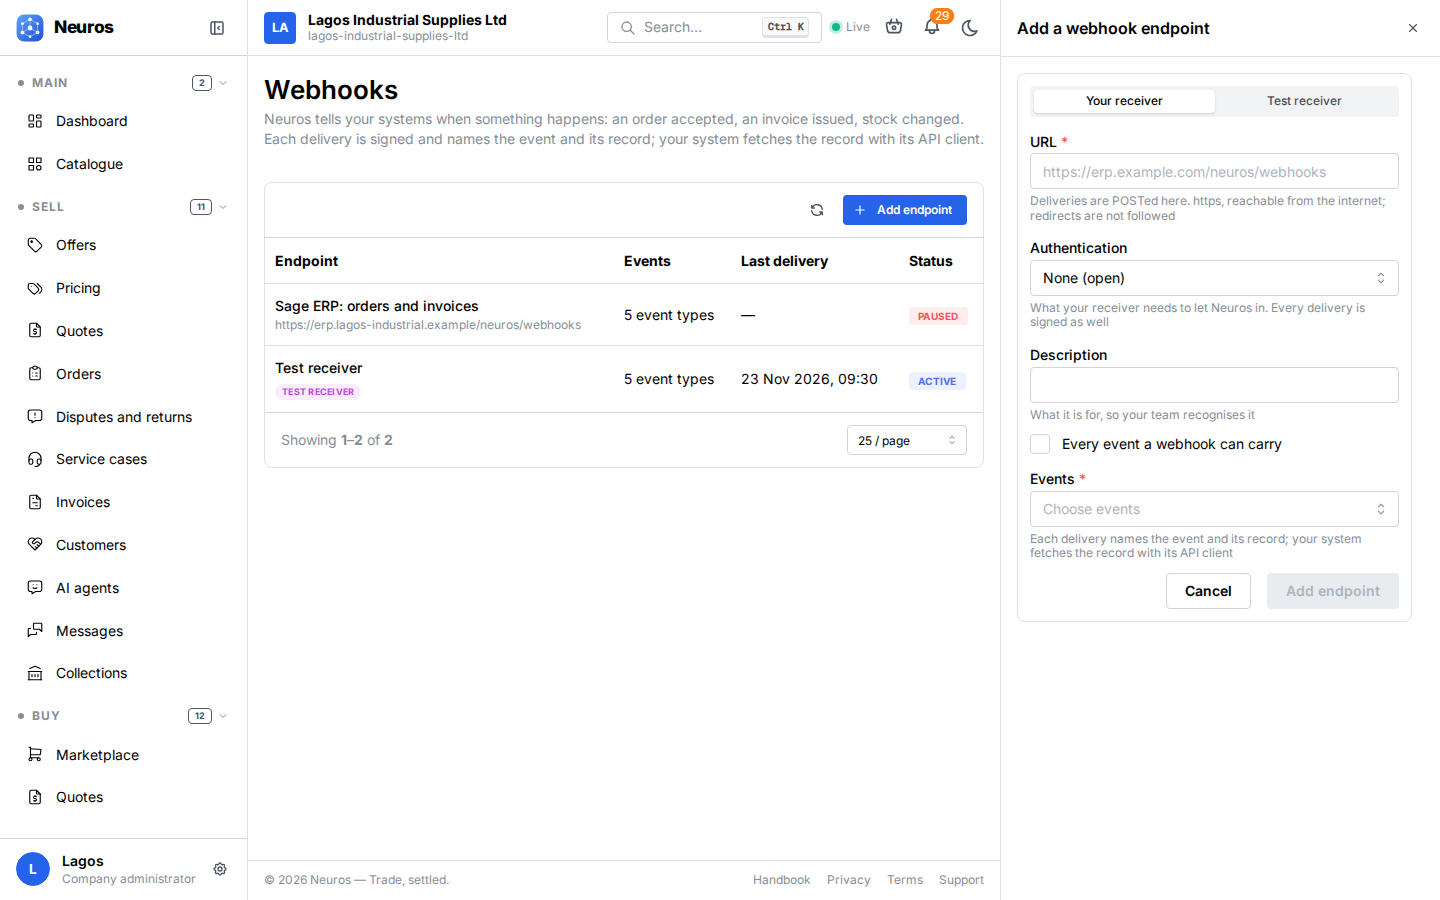 Neuros
MAIN
2
Dashboard
Catalogue
SELL
11
Offers
Pricing
Quotes
Orders
Disputes and returns
Service cases
Invoices
Customers
AI agents
Messages
Collections
BUY
12
Marketplace
Quotes
L
Lagos
Company administrator
LA
Lagos Industrial Supplies Ltd
lagos-industrial-supplies-ltd
Search...
Ctrl K
Live
29
Webhooks
Neuros tells your systems when something happens: an order accepted, an invoice issued, stock changed.
Each delivery is signed and names the event and its record; your system fetches the record with its API client.
Add endpoint
Endpoint Events Last delivery Status
Sage ERP: orders and invoices
https://erp.lagos-industrial.example/neuros/webhooks
5 event types — PAUSED
Test receiver
TEST RECEIVER
5 event types 23 Nov 2026, 09:30 ACTIVE
Showing 1–2 of 2
25 / page
© 2026 Neuros — Trade, settled.
Handbook Privacy Terms Support
Add a webhook endpoint
Your receiver Test receiver
URL *
https://erp.example.com/neuros/webhooks
Deliveries are POSTed here. https, reachable from the internet;
redirects are not followed
Authentication
None (open)
What your receiver needs to let Neuros in. Every delivery is
signed as well
Description
What it is for, so your team recognises it
Every event a webhook can carry
Events *
Choose events
Each delivery names the event and its record; your system
fetches the record with its API client
Cancel Add endpoint